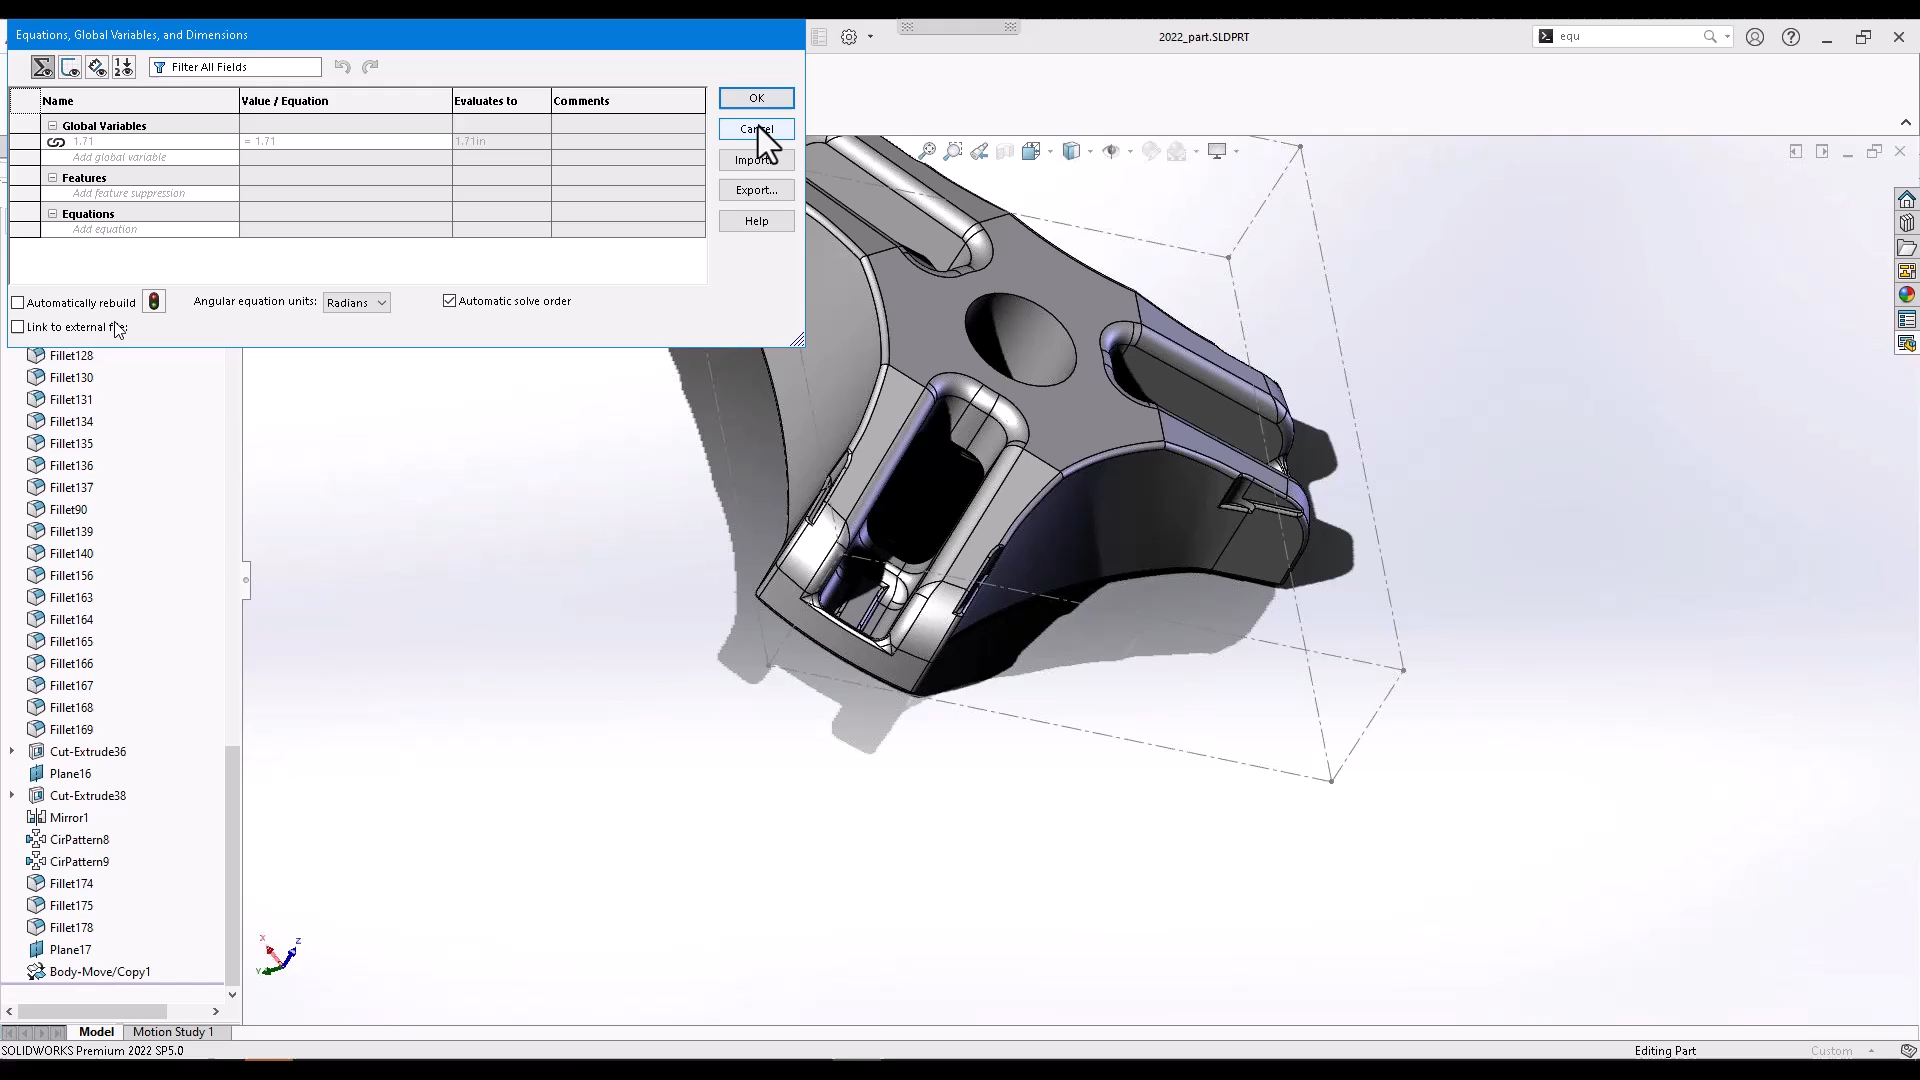 Equations, Global Variables, and Dimensions
2022_part.SLDPRT
equ
Filter All Fields
Name Value / Equation Evaluates to Comments
OK
Global Variables
1.71 = 1.71 1.71in
Add global variable
Import...
Features
Add feature suppression
Export...
Equations
Help
Add equation
Automatically rebuild Angular equation units: Radians Automatic solve order
Link to external
Fillet128
Fillet130
Fillet131
Fillet134
Fillet135
Fillet136
Fillet137
Fillet90
Fillet139
Fillet140
Fillet156
Fillet163
Fillet164
Fillet165
Fillet166
Fillet167
Fillet168
Fillet169
Cut-Extrude36
Plane16
Cut-Extrude38
Mirror1
CirPattern8
CirPattern9
Fillet174
Fillet175
Fillet178
Plane17
Body-Move/Copy1
X Z
Y
Model Motion Study 1
SOLIDWORKS Premium 2022 SP5.0 Editing Part Custom